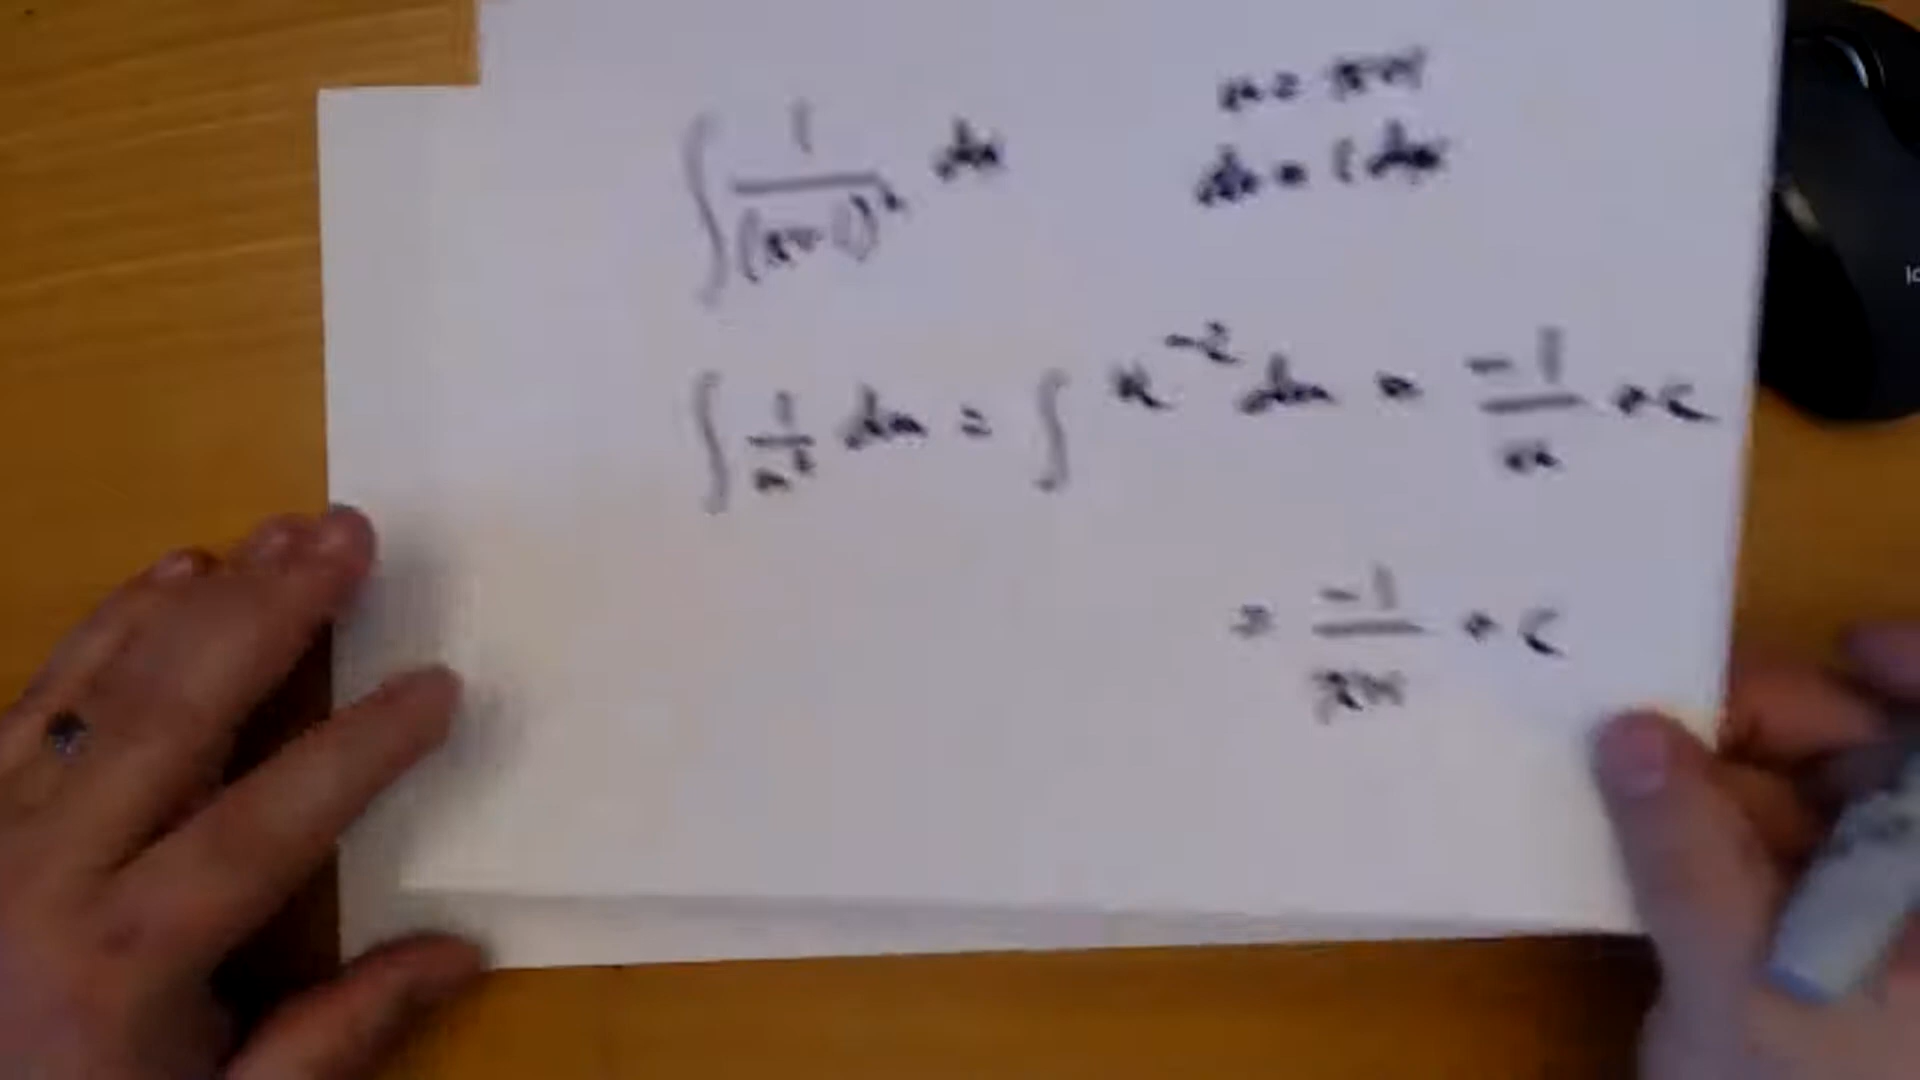 ∫ 1/(x+1)² dx
u = x+1
du = 1 dx
∫ 1/u² du = ∫ u⁻² du = -1/u + c
= -1/x+1 + c